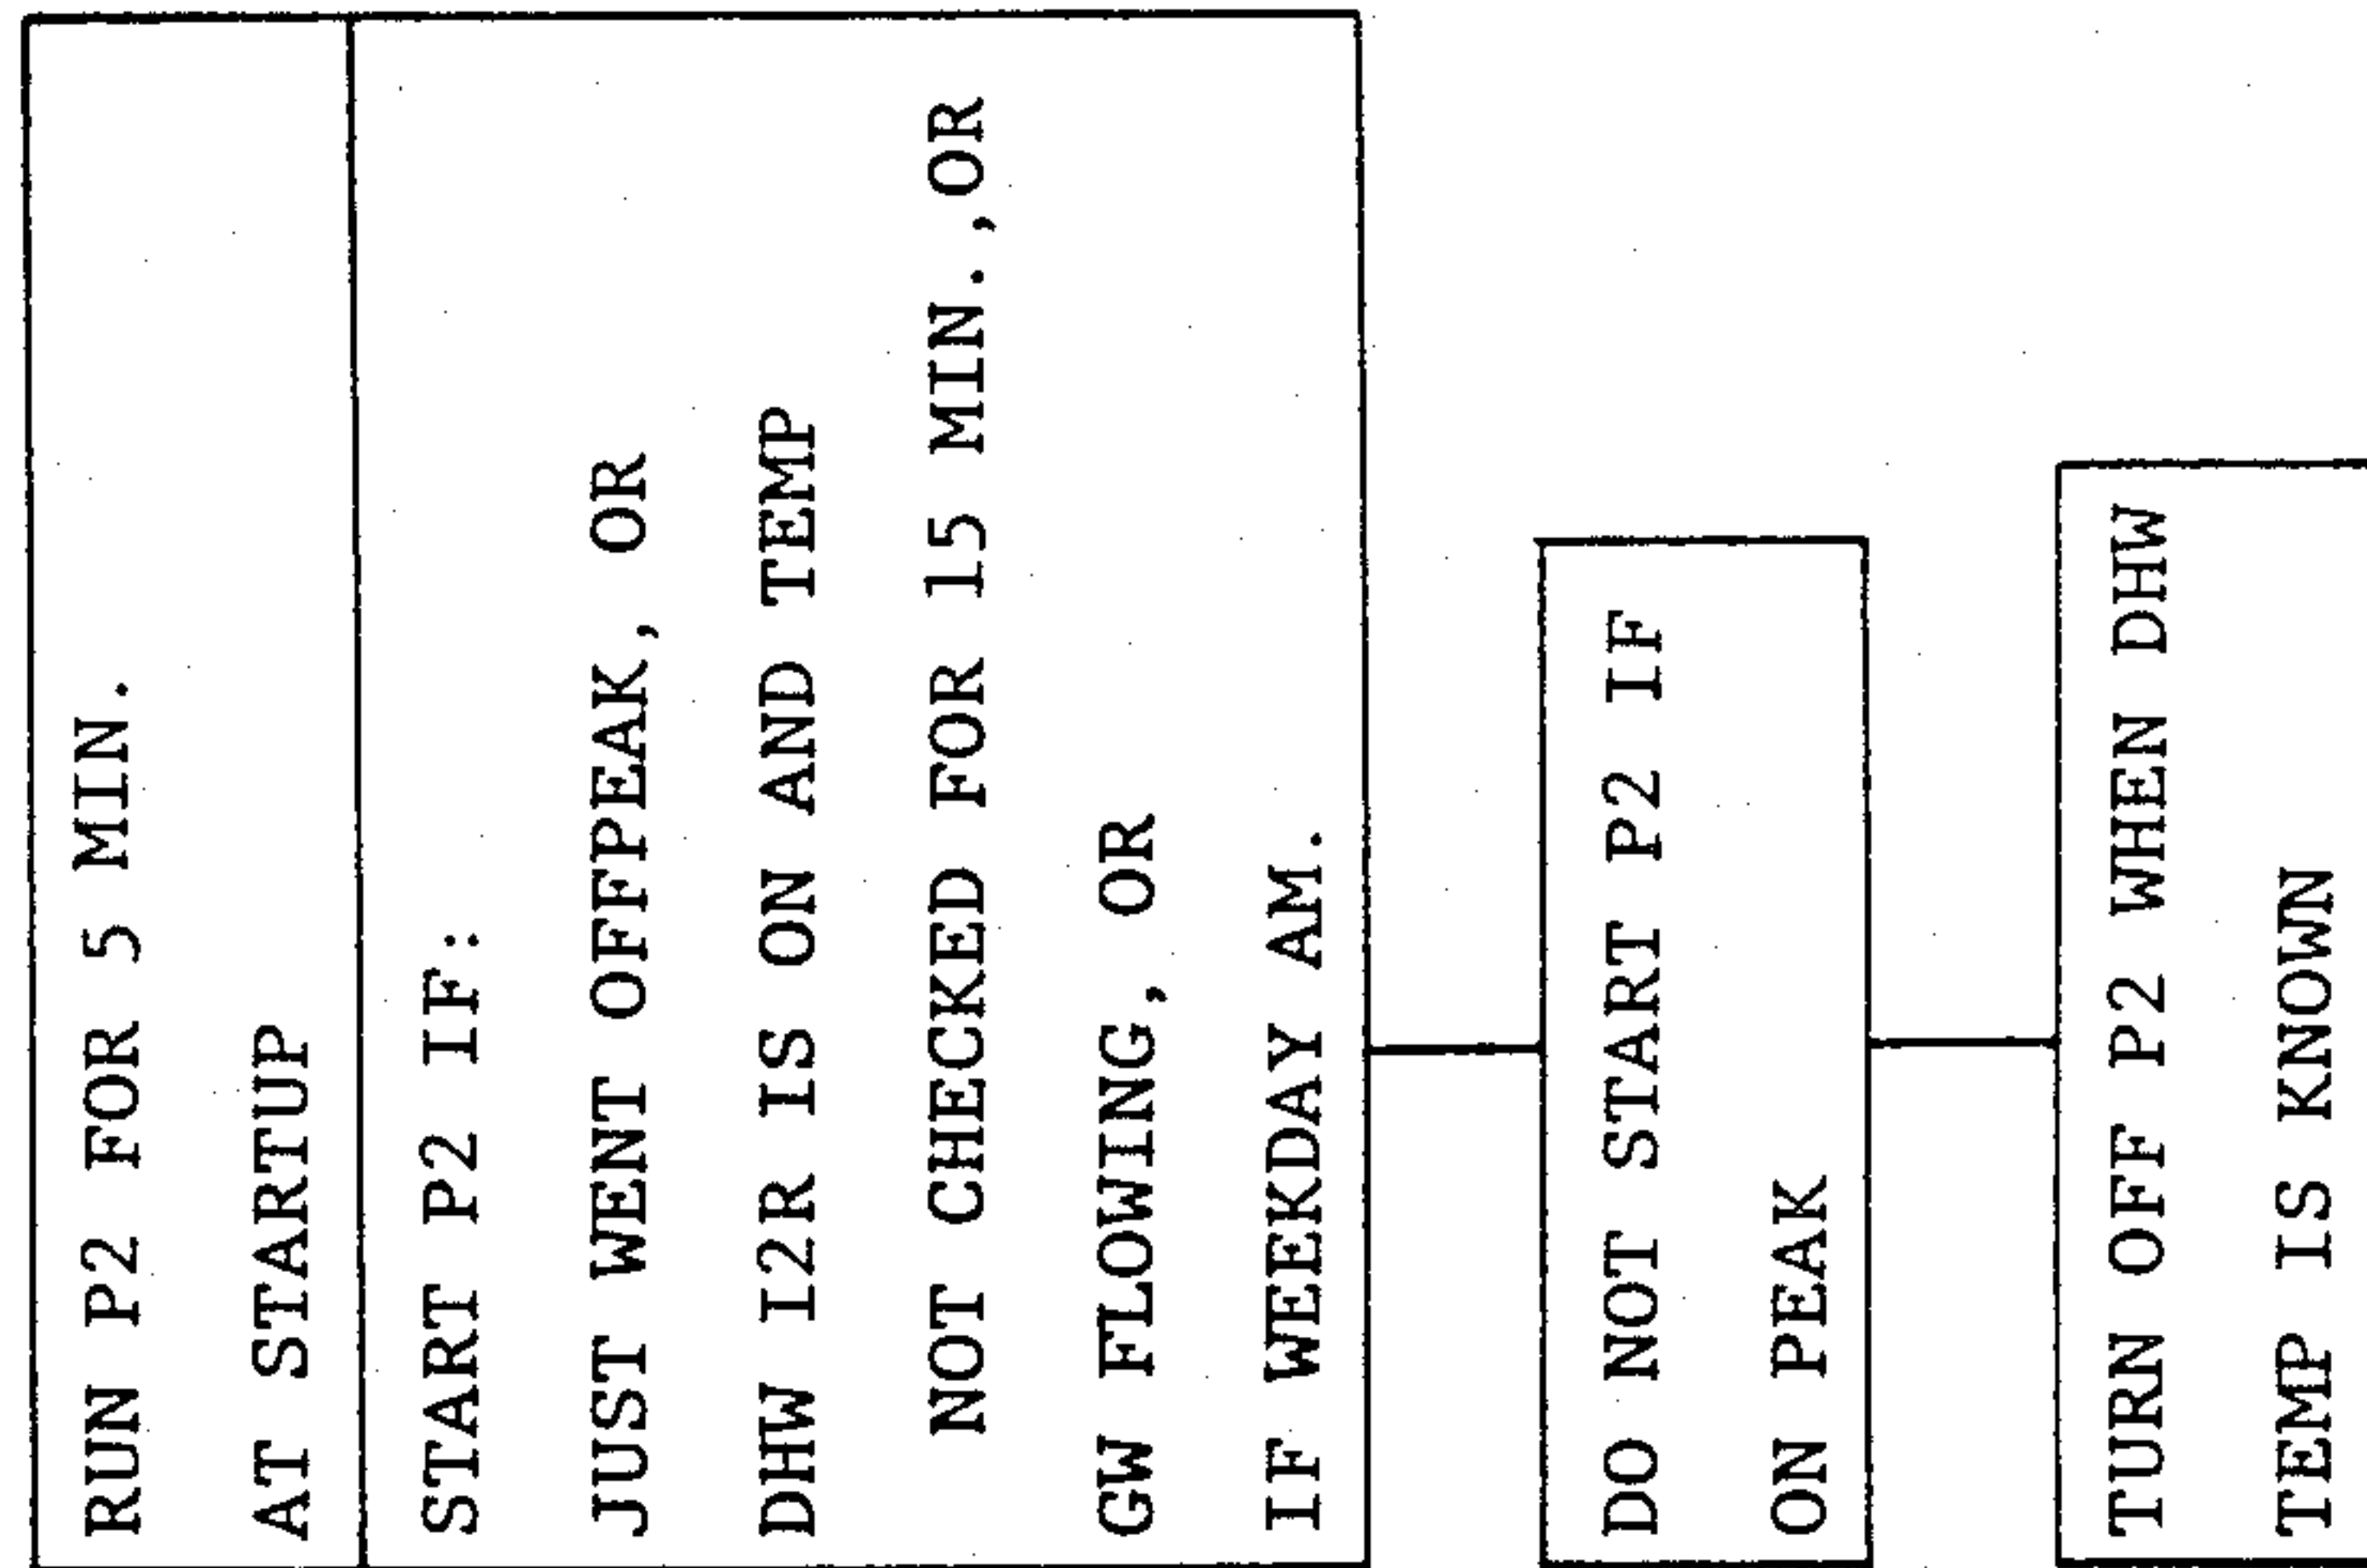 RUN P2 FOR 5 MIN.
AT STARTUP
START P2 IF:
JUST WENT OFFPEAK, OR
DHW I2R IS ON AND TEMP
NOT CHECKED FOR 15 MIN.,OR
GW FLOWING, OR
IF WEEKDAY AM.
DO NOT START P2 IF
ON PEAK
TURN OFF P2 WHEN DHW
TEMP IS KNOWN